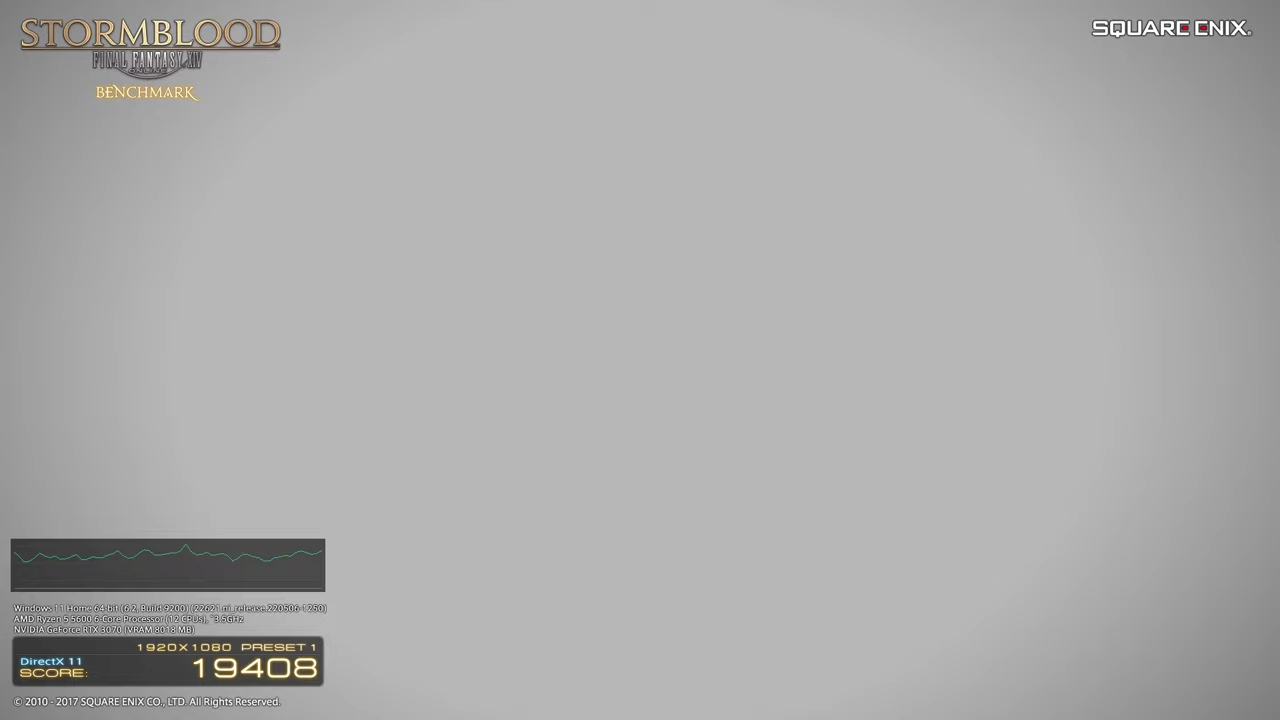 STORMBLOOD
FINAL FANTASY XIV
ONLINE
BENCHMARK
SQUARE ENIX.
Windows 11 Home 64-bit (6.2, Build 9200) (22621.ni_release.220506-1250)
AMD Ryzen 5 5600 6-Core Processor (12 CPUs), ~3.5GHz
NVIDIA GeForce RTX 3070 (VRAM 8018 MB)
1920X1080 PRESET 1
DirectX 11
SCORE: 19408
© 2010 - 2017 SQUARE ENIX CO., LTD. All Rights Reserved.